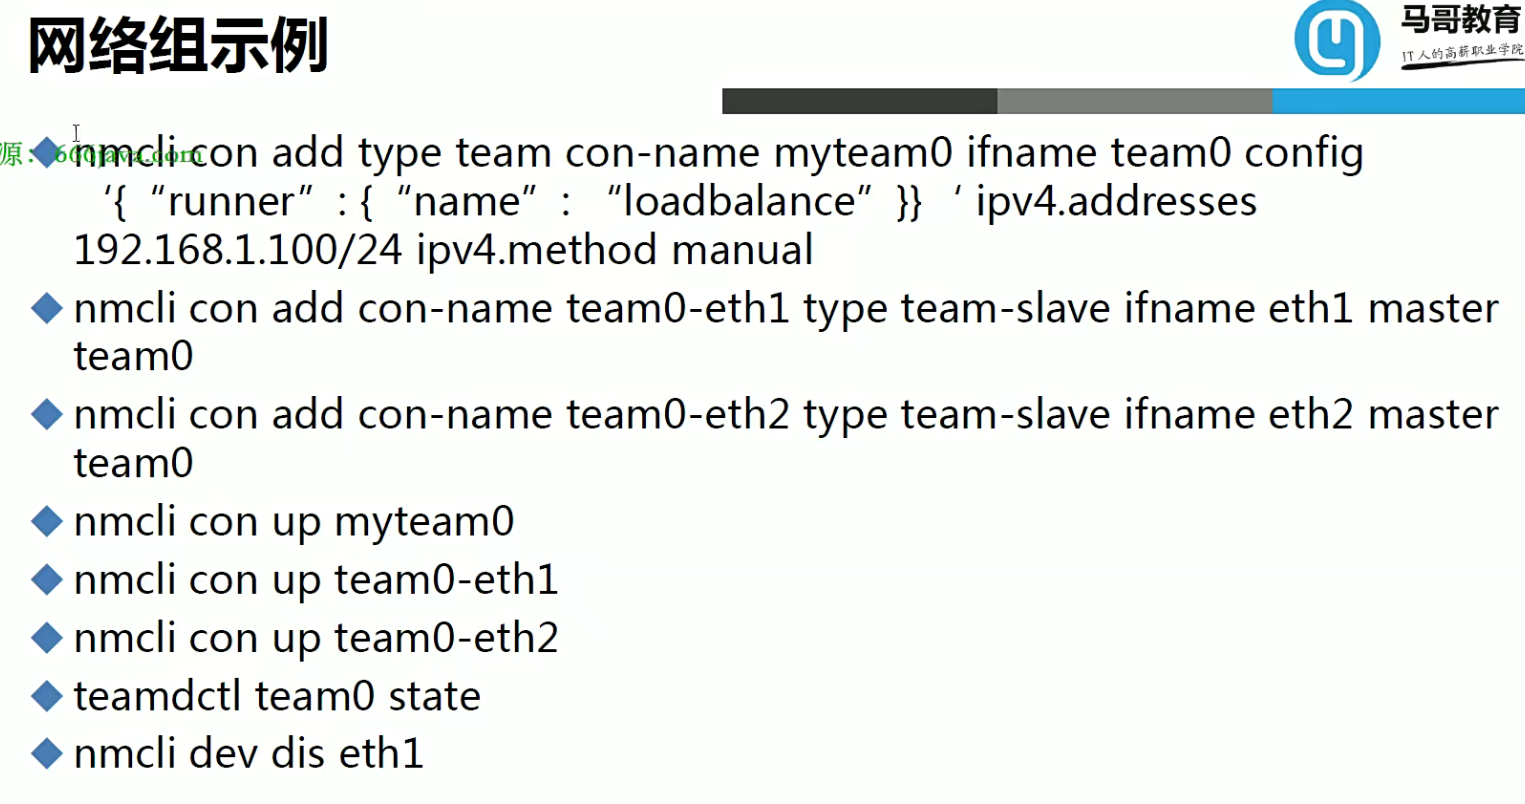 网络组示例
马哥教育
IT人的高薪职业学院
源: 666java.com
nmcli con add type team con-name myteam0 ifname team0 config
‘{“runner”: {“name”: “loadbalance”}} ‘ ipv4.addresses
192.168.1.100/24 ipv4.method manual
nmcli con add con-name team0-eth1 type team-slave ifname eth1 master
team0
nmcli con add con-name team0-eth2 type team-slave ifname eth2 master
team0
nmcli con up myteam0
nmcli con up team0-eth1
nmcli con up team0-eth2
teamdctl team0 state
nmcli dev dis eth1